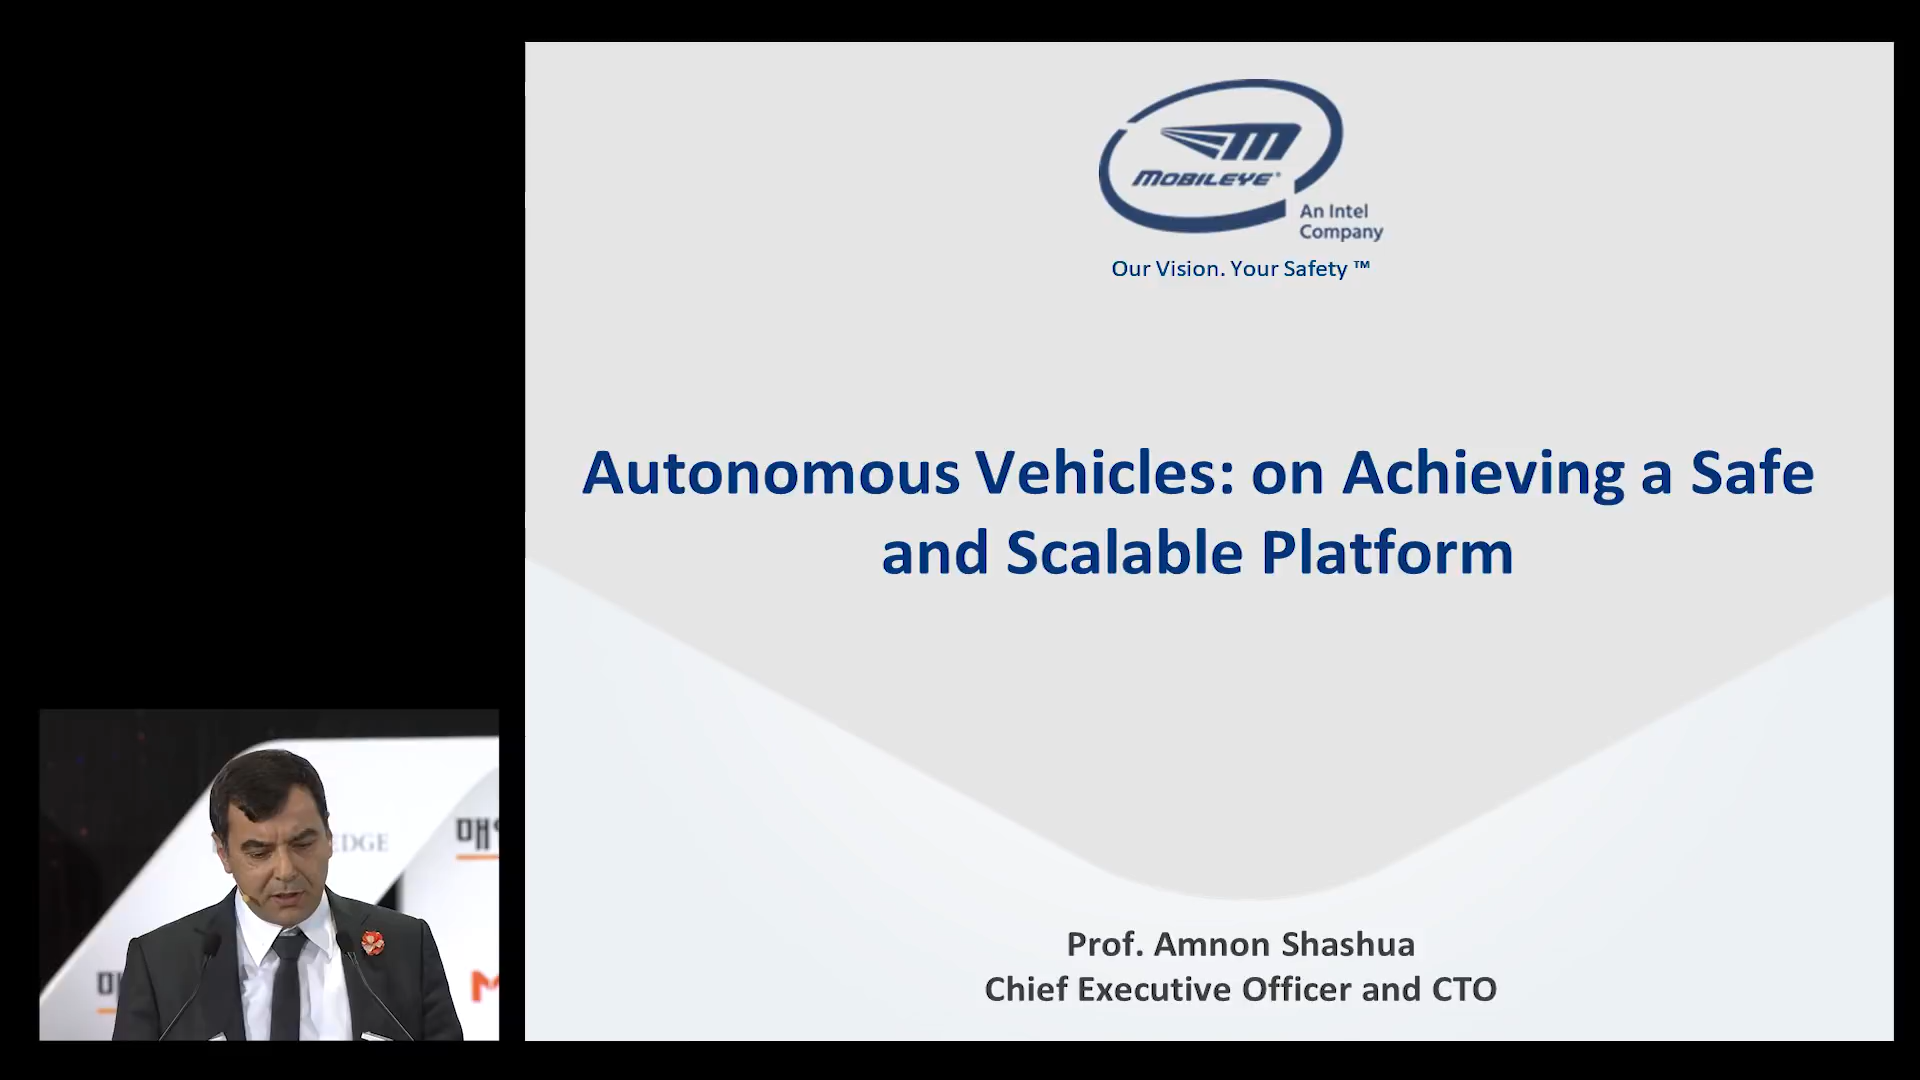 MOBILEYE®
An Intel
Company
Our Vision. Your Safety ™
Autonomous Vehicles: on Achieving a Safe
and Scalable Platform
EDGE
Prof. Amnon Shashua
Chief Executive Officer and CTO